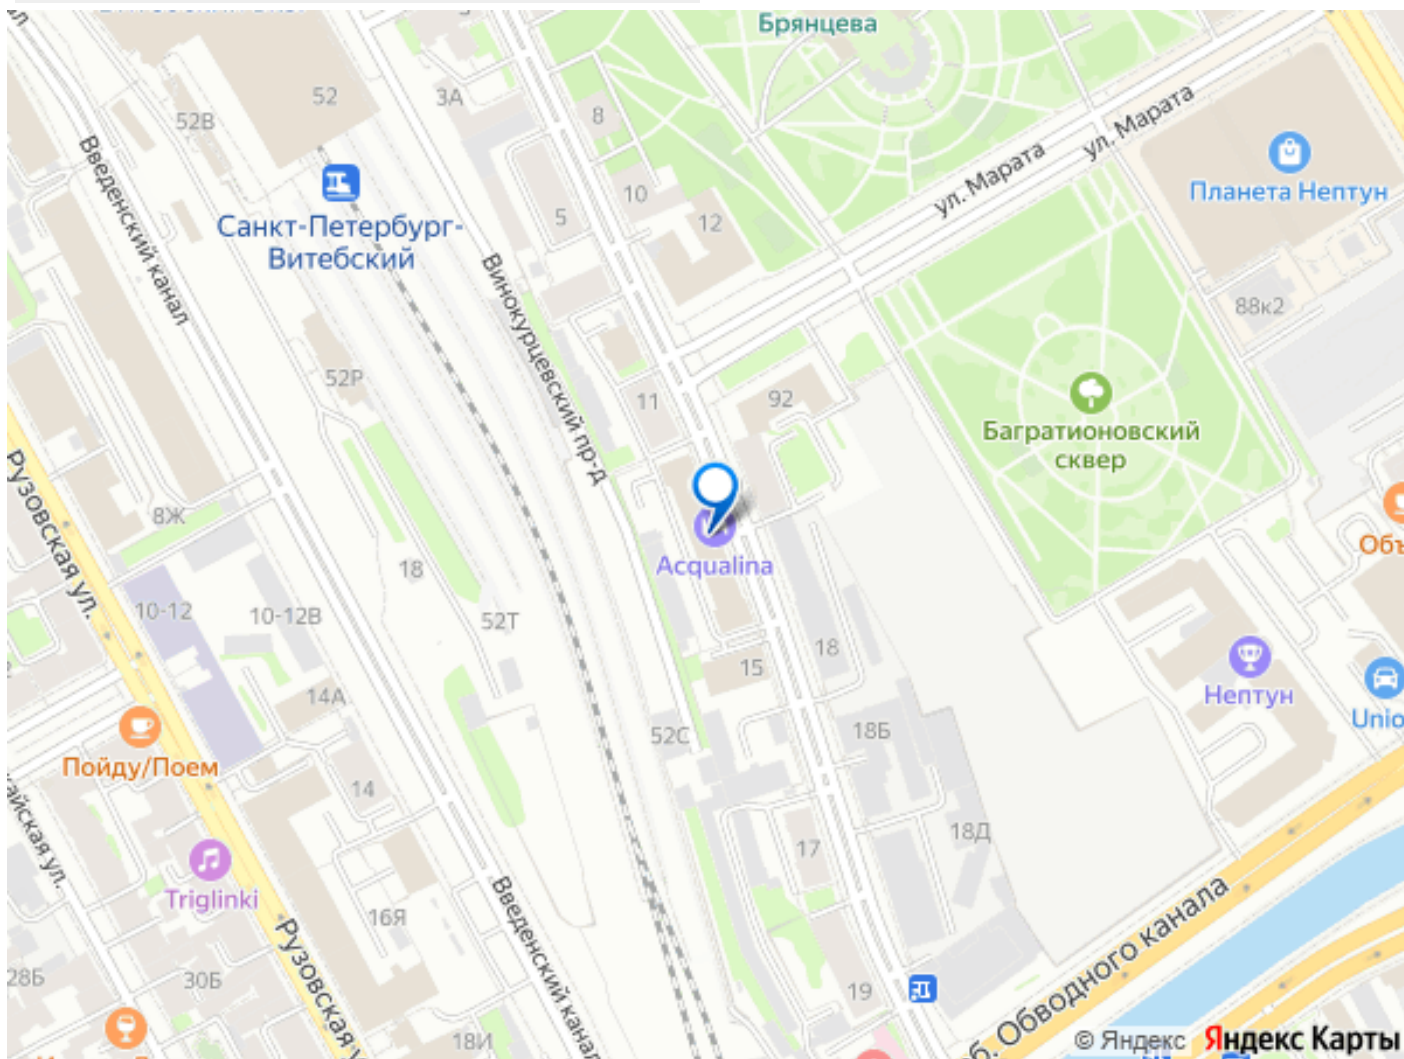 Брянцева
52
3А
52В
8
ул. Марата
ул. Марата
Введенский канал
10
Планета Нептун
5
12
Санкт-Петербург-
Витебский
Винокурцевский пр-д
88к2
52Р
11
92
Багратионовский
сквер
Рузовская ул.
8Ж
Acqualina
18
10-12
10-12В
52Т
15
18
14А
Нептун
52С
18Б
Пойду/Поем
14
18Д
17
Triglinki
Введенский канал
16Я
Рузовская
28Б
30Б
19
Обводного канала
18И
© Яндекс
Яндекс Карты